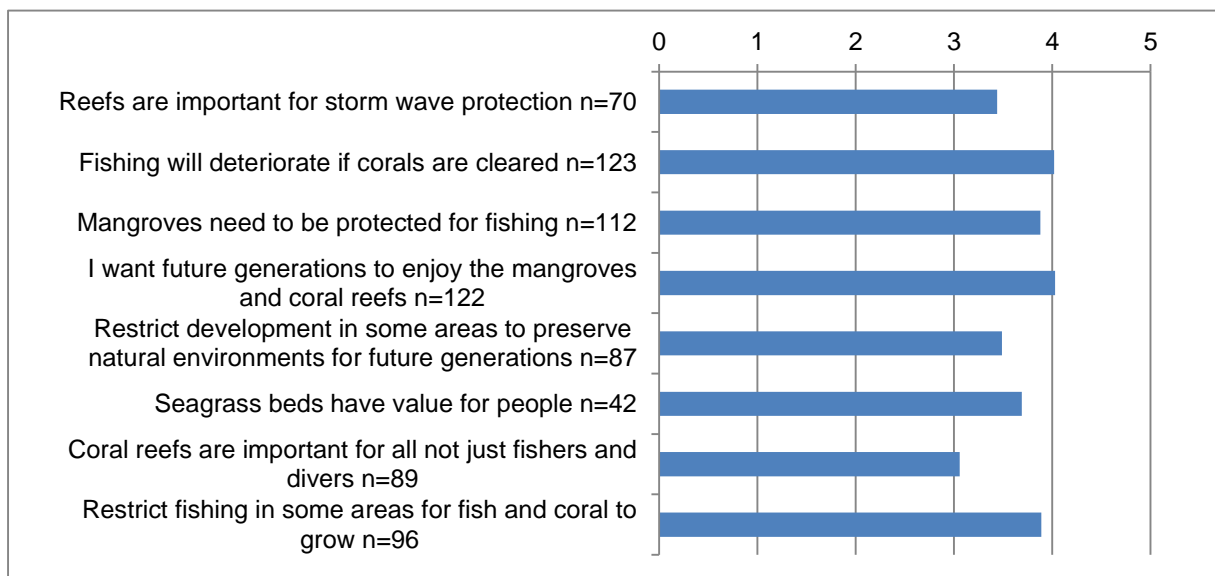 0 1 2 3 4 5
Reefs are important for storm wave protection n=70
Fishing will deteriorate if corals are cleared n=123
Mangroves need to be protected for fishing n=112
I want future generations to enjoy the mangroves
and coral reefs n=122
Restrict development in some areas to preserve
natural environments for future generations n=87
Seagrass beds have value for people n=42
Coral reefs are important for all not just fishers and
divers n=89
Restrict fishing in some areas for fish and coral to
grow n=96